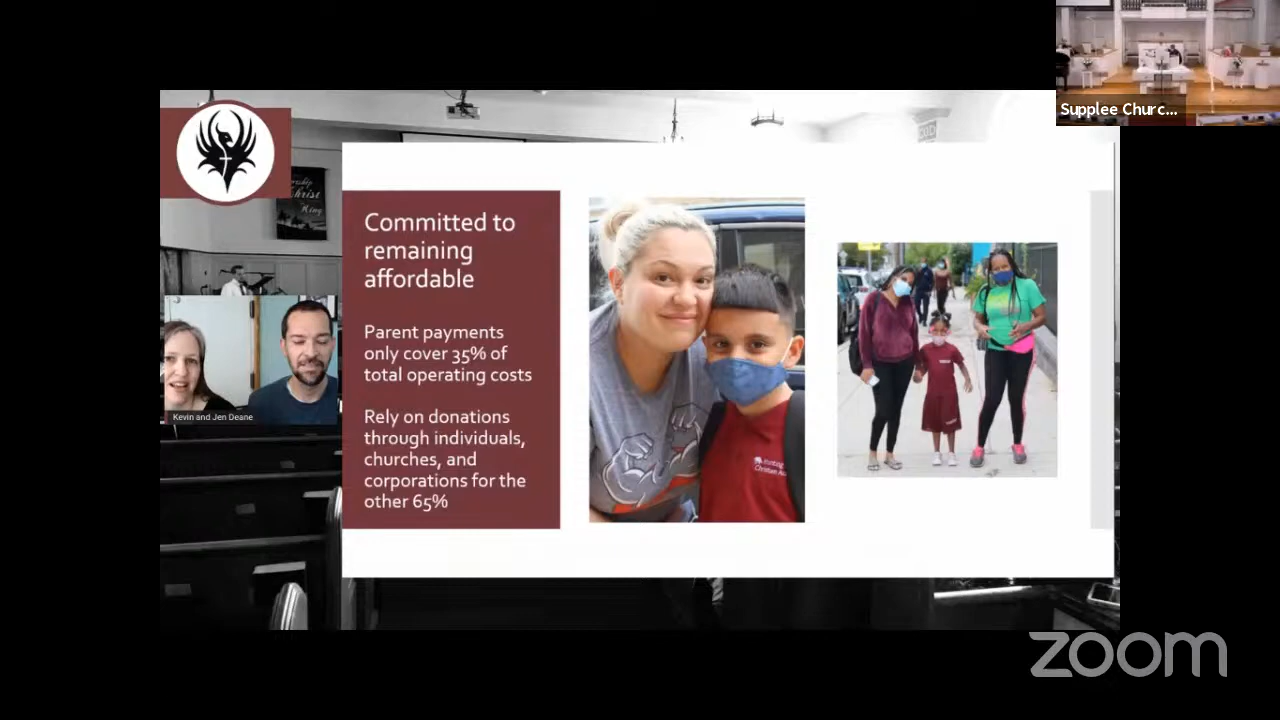 Supplee Churc...
Committed to
remaining
affordable
Parent payments
only cover 35% of
total operating costs
Rely on donations
through individuals,
churches, and
corporations for the
other 65%
Kevin and Jen Deane
Christ
King
Christian
zoom